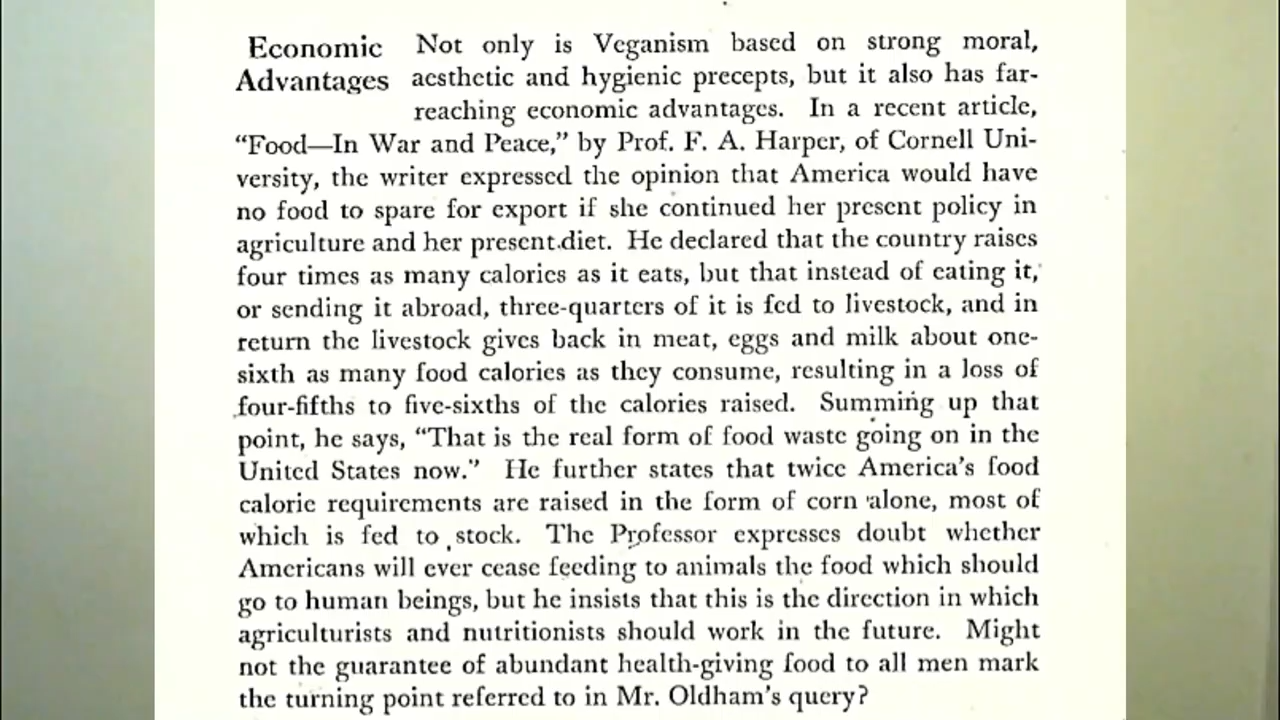 Economic Not only is Veganism based on strong moral,
Advantages aesthetic and hygienic precepts, but it also has far-
reaching economic advantages. In a recent article,
“Food—In War and Peace,” by Prof. F. A. Harper, of Cornell Uni-
versity, the writer expressed the opinion that America would have
no food to spare for export if she continued her present policy in
agriculture and her present diet. He declared that the country raises
four times as many calories as it eats, but that instead of eating it,
or sending it abroad, three-quarters of it is fed to livestock, and in
return the livestock gives back in meat, eggs and milk about one-
sixth as many food calories as they consume, resulting in a loss of
four-fifths to five-sixths of the calories raised. Summing up that
point, he says, “That is the real form of food waste going on in the
United States now.” He further states that twice America’s food
calorie requirements are raised in the form of corn alone, most of
which is fed to stock. The Professor expresses doubt whether
Americans will ever cease feeding to animals the food which should
go to human beings, but he insists that this is the direction in which
agriculturists and nutritionists should work in the future. Might
not the guarantee of abundant health-giving food to all men mark
the turning point referred to in Mr. Oldham’s query?